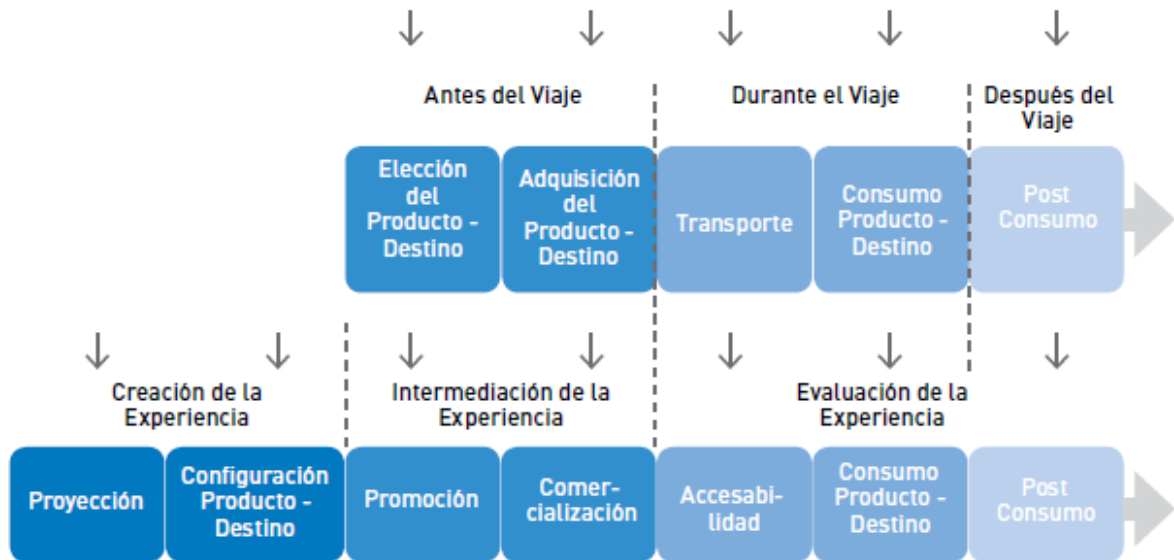 Antes del Viaje
Durante el Viaje
Después del
Viaje
Elección
del
Producto -
Destino
Adquisición
del
Producto -
Destino
Transporte
Consumo
Producto -
Destino
Post
Consumo
Creación de la
Experiencia
Intermediación de la
Experiencia
Evaluación de la
Experiencia
Proyección
Configuración
Producto -
Destino
Promoción
Comer-
cialización
Accesabi-
lidad
Consumo
Producto -
Destino
Post
Consumo